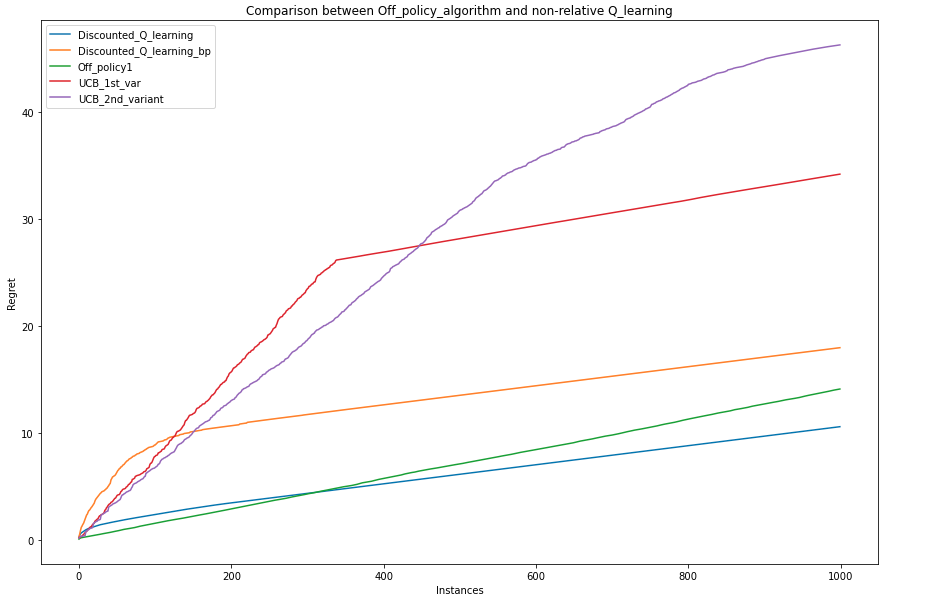 Comparison between Off_policy_algorithm and non-relative Q_learning
Discounted_Q_learning
Discounted_Q_learning_bp
Off_policy1
UCB_1st_var
UCB_2nd_variant
40
30
20
10
0
Regret
0 200 400 600 800 1000
Instances